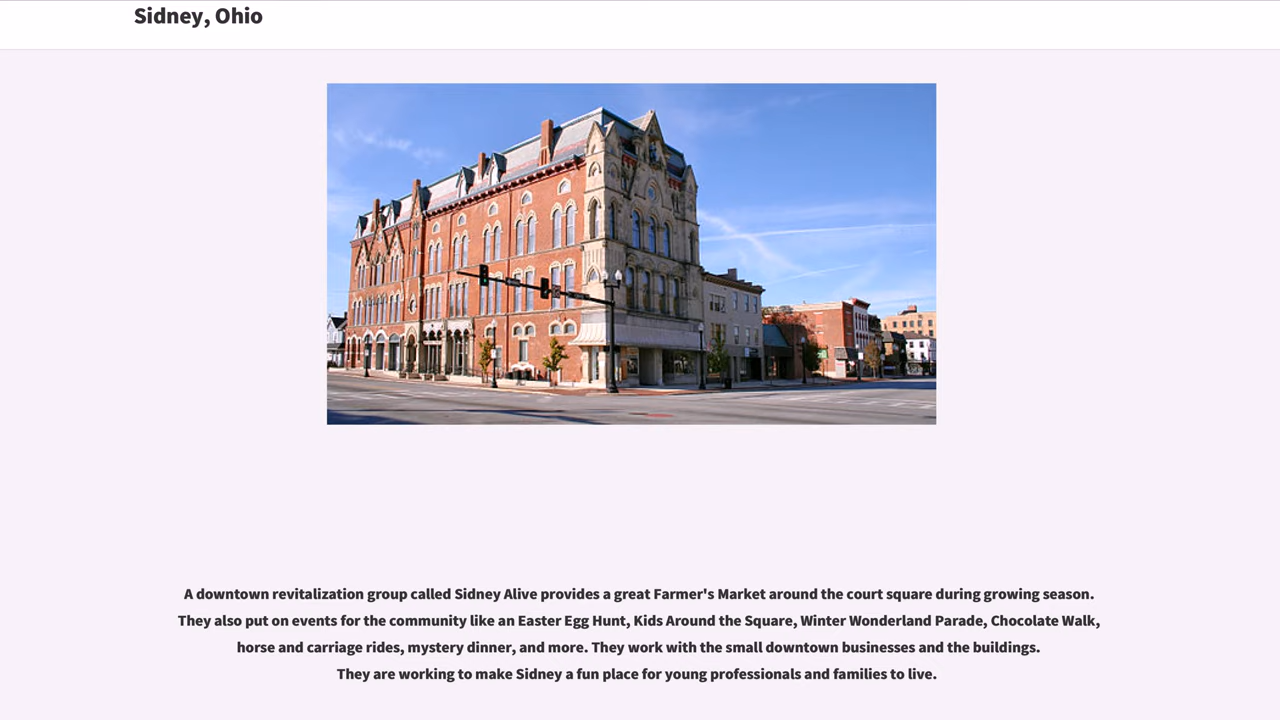 Sidney, Ohio
A downtown revitalization group called Sidney Alive provides a great Farmer's Market around the court square during growing season.
They also put on events for the community like an Easter Egg Hunt, Kids Around the Square, Winter Wonderland Parade, Chocolate Walk,
horse and carriage rides, mystery dinner, and more. They work with the small downtown businesses and the buildings.
They are working to make Sidney a fun place for young professionals and families to live.